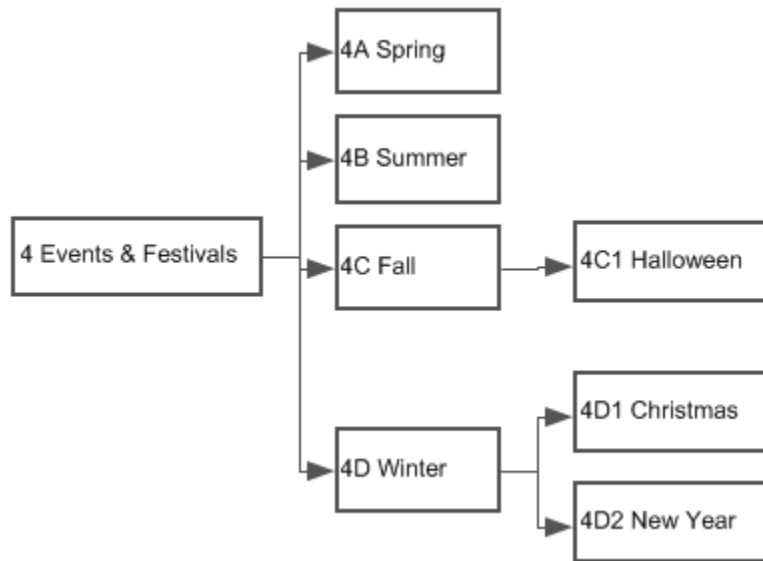 4 Events & Festivals
4A Spring
4B Summer
4C Fall
4C1 Halloween
4D Winter
4D1 Christmas
4D2 New Year